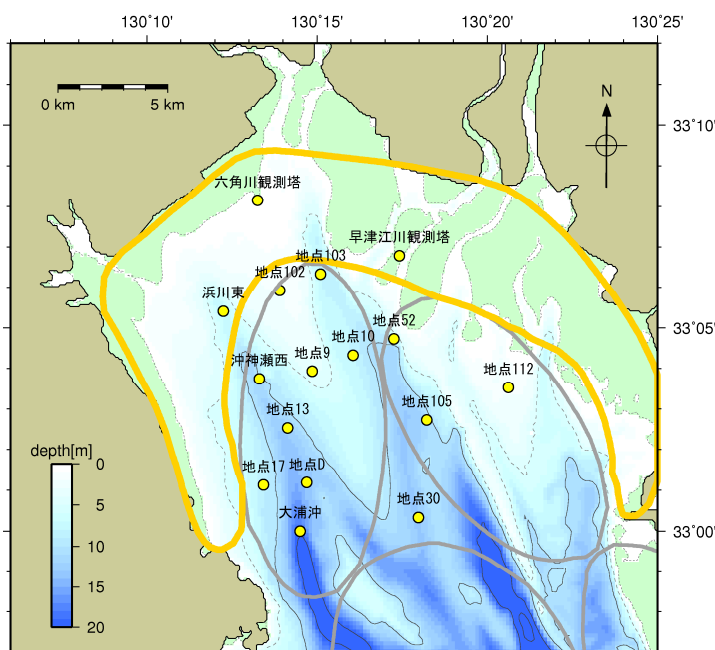 130°10' 130°15' 130°20' 130°25'
0 km 5 km
N
33°10'
六角川観測塔
早津江川観測塔
地点103
地点102
浜川東
33°05'
地点52
地点10
地点9
沖神瀬西
地点112
地点105
地点13
depth[m]
0
5
10
15
20
地点17 地点D
地点30
大浦沖
33°00'